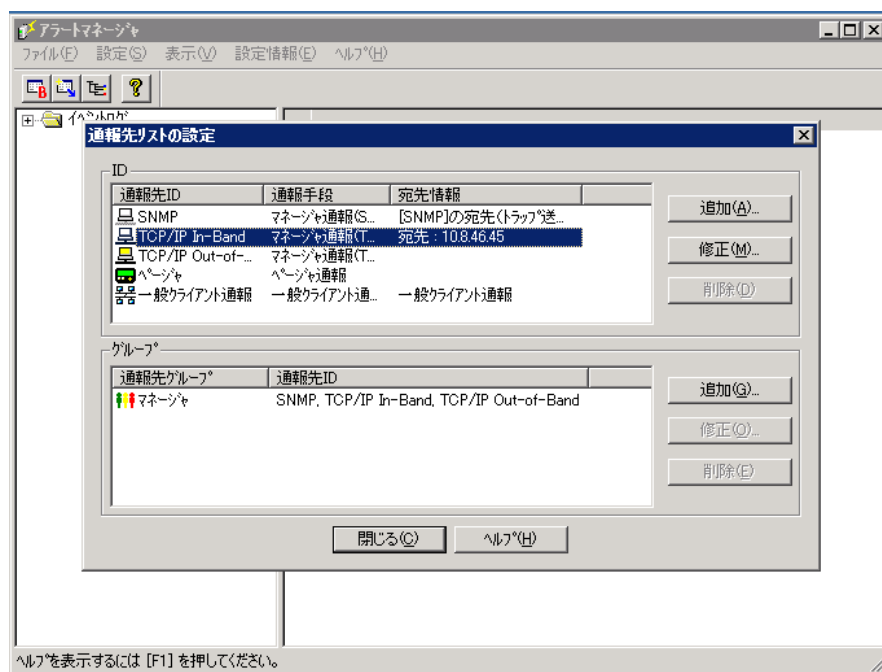 アラートマネージャ
ファイル(F) 設定(S) 表示(V) 設定情報(E) ヘルプ(H)
イベントログ
通報先リストの設定
ID
通報先ID 通報手段 宛先情報
SNMP マネージャ通報(S... [SNMP]の宛先(トラップ送...
TCP/IP In-Band マネージャ通報(T... 宛先 : 10.8.46.45
TCP/IP Out-of-... マネージャ通報(T...
ページャ ページャ通報
一般クライアント通報 一般クライアント通... 一般クライアント通報
追加(A)...
修正(M)...
削除(D)
グループ
通報先グループ 通報先ID
マネージャ SNMP, TCP/IP In-Band, TCP/IP Out-of-Band
追加(G)...
修正(O)...
削除(E)
閉じる(C) ヘルプ(H)
ヘルプを表示するには [F1] を押してください。